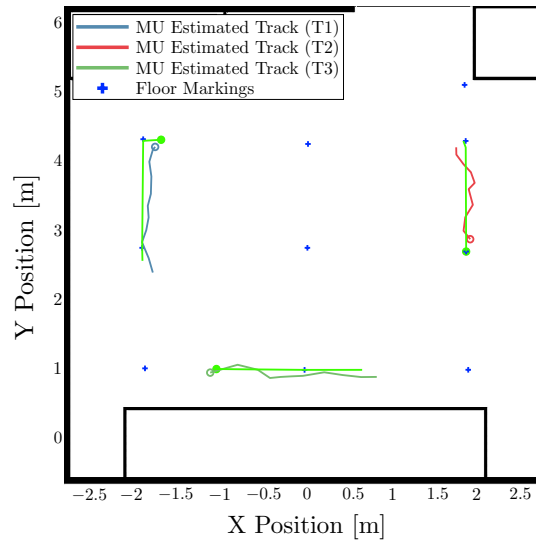 MU Estimated Track (T1)
MU Estimated Track (T2)
MU Estimated Track (T3)
Floor Markings
Y Position [m]
6
5
4
3
2
1
0
−2.5 −2 −1.5 −1 −0.5 0 0.5 1 1.5 2 2.5
X Position [m]